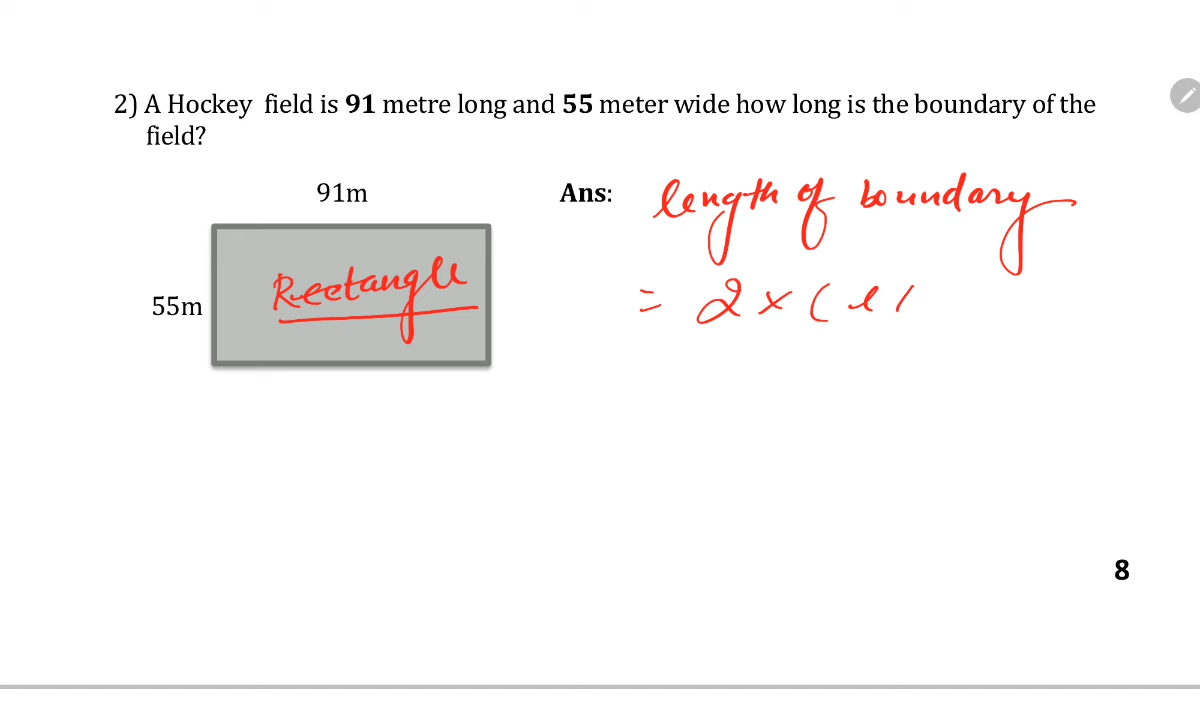 2) A Hockey field is 91 metre long and 55 meter wide how long is the boundary of the
field?
91m
Ans: length of boundary
55m
Rectangle
= 2 × ( l /
8